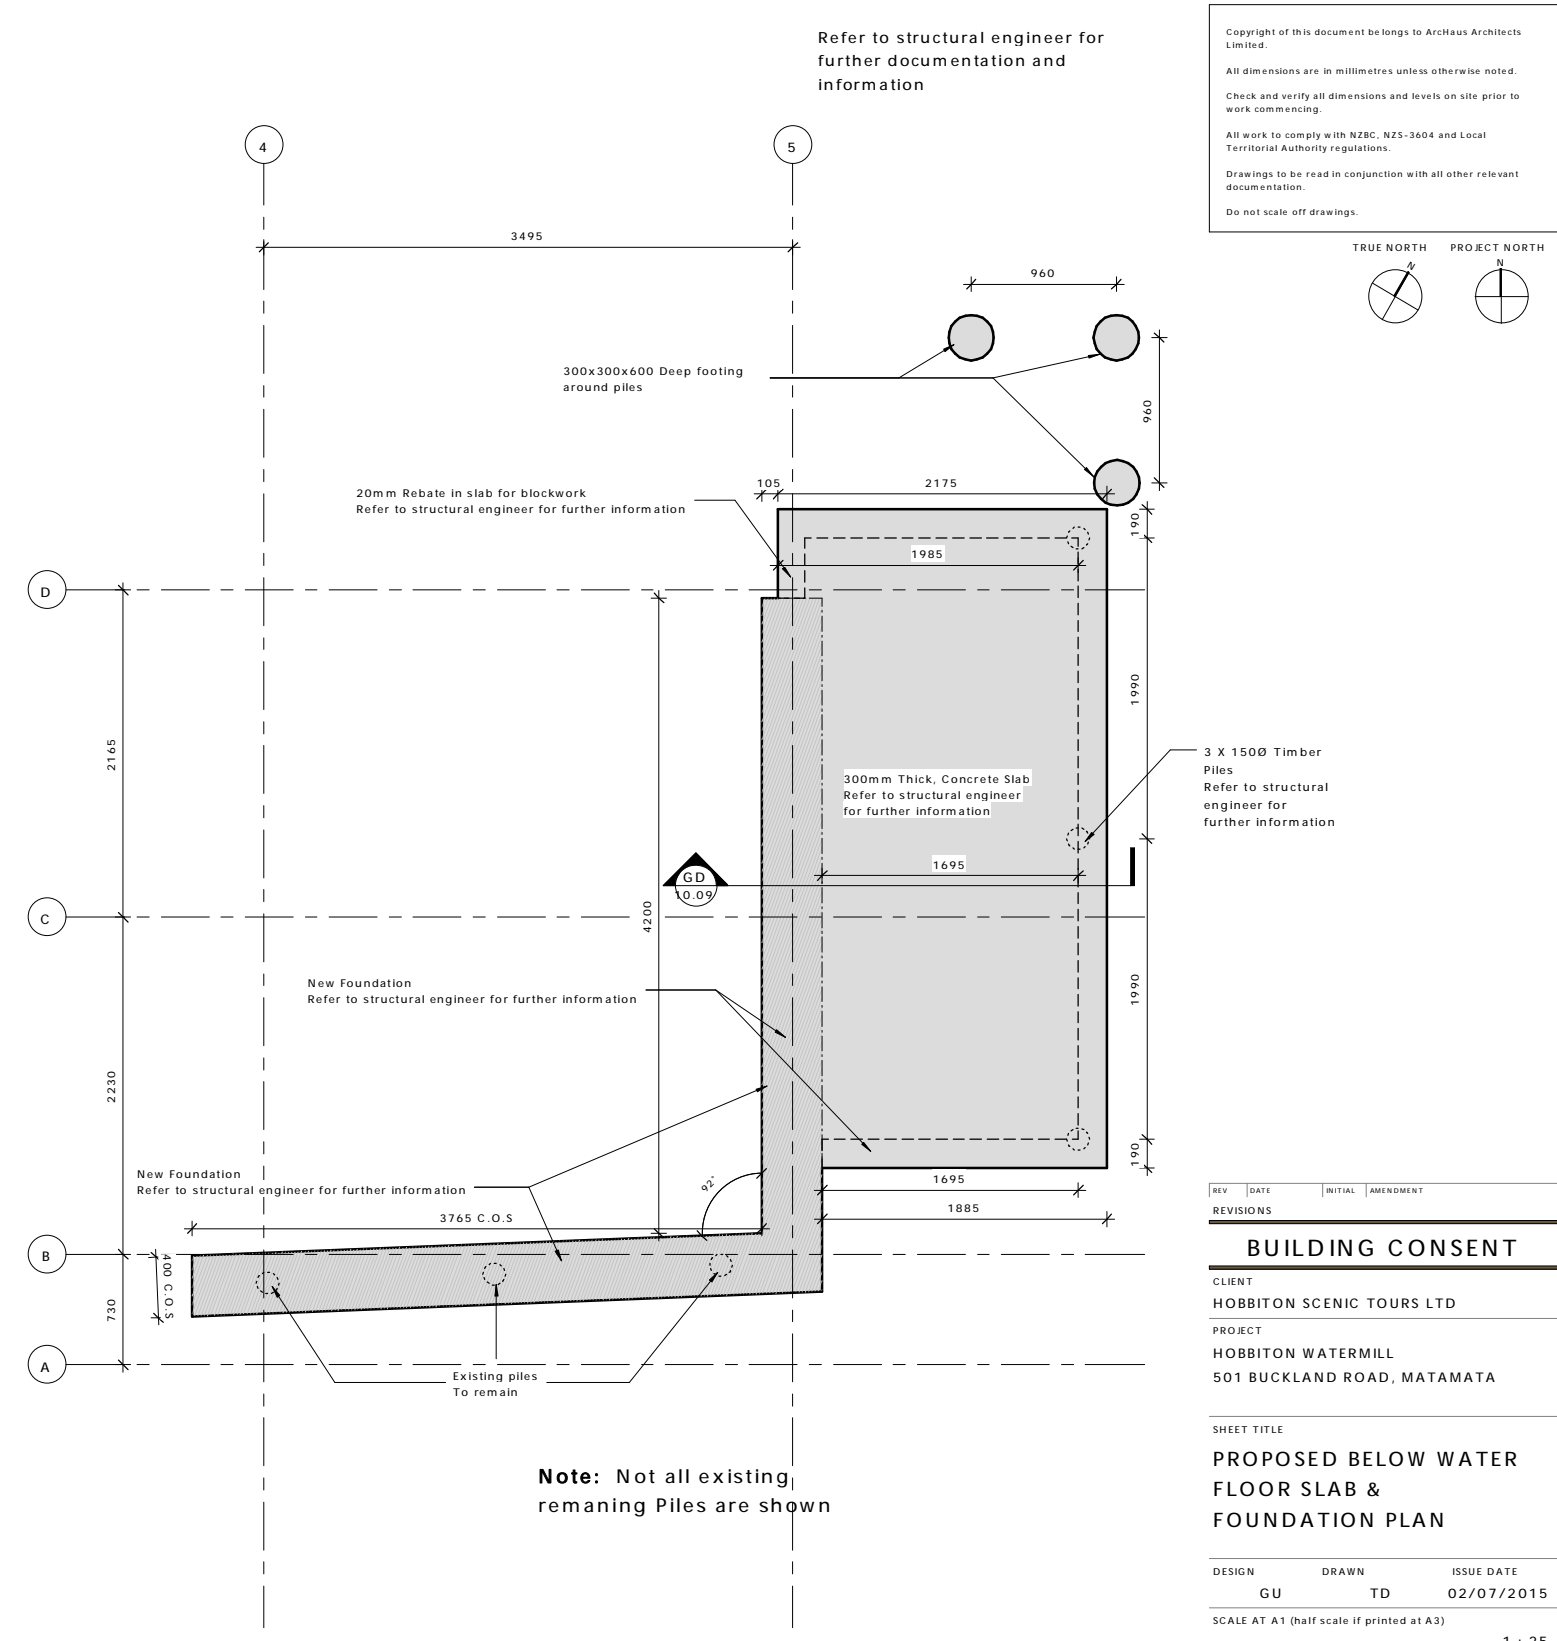 Refer to structural engineer for
further documentation and
information
Copyright of this document belongs to ArcHaus Architects
Limited.
All dimensions are in millimetres unless otherwise noted.
Check and verify all dimensions and levels on site prior to
work commencing.
All work to comply with NZBC, NZS-3604 and Local
Territorial Authority regulations.
Drawings to be read in conjunction with all other relevant
documentation.
Do not scale off drawings.
TRUE NORTH
PROJECT NORTH
N
N
4
5
3495
960
960
300x300x600 Deep footing
around piles
20mm Rebate in slab for blockwork
Refer to structural engineer for further information
105
2175
190
1985
D
2165
1990
3 X 150Ø Timber
Piles
Refer to structural
engineer for
further information
300mm Thick, Concrete Slab
Refer to structural engineer
for further information
1695
GD
10.09
4200
C
New Foundation
Refer to structural engineer for further information
1990
2230
190
New Foundation
Refer to structural engineer for further information
92°
1695
1885
3765 C.O.S
B
400 C.O.S
730
A
Existing piles
To remain
Note: Not all existing
remaning Piles are shown
REV DATE INITIAL AMENDMENT
REVISIONS
BUILDING CONSENT
CLIENT
HOBBITON SCENIC TOURS LTD
PROJECT
HOBBITON WATERMILL
501 BUCKLAND ROAD, MATAMATA
SHEET TITLE
PROPOSED BELOW WATER
FLOOR SLAB &
FOUNDATION PLAN
DESIGN DRAWN ISSUE DATE
GU TD 02/07/2015
SCALE AT A1 (half scale if printed at A3)